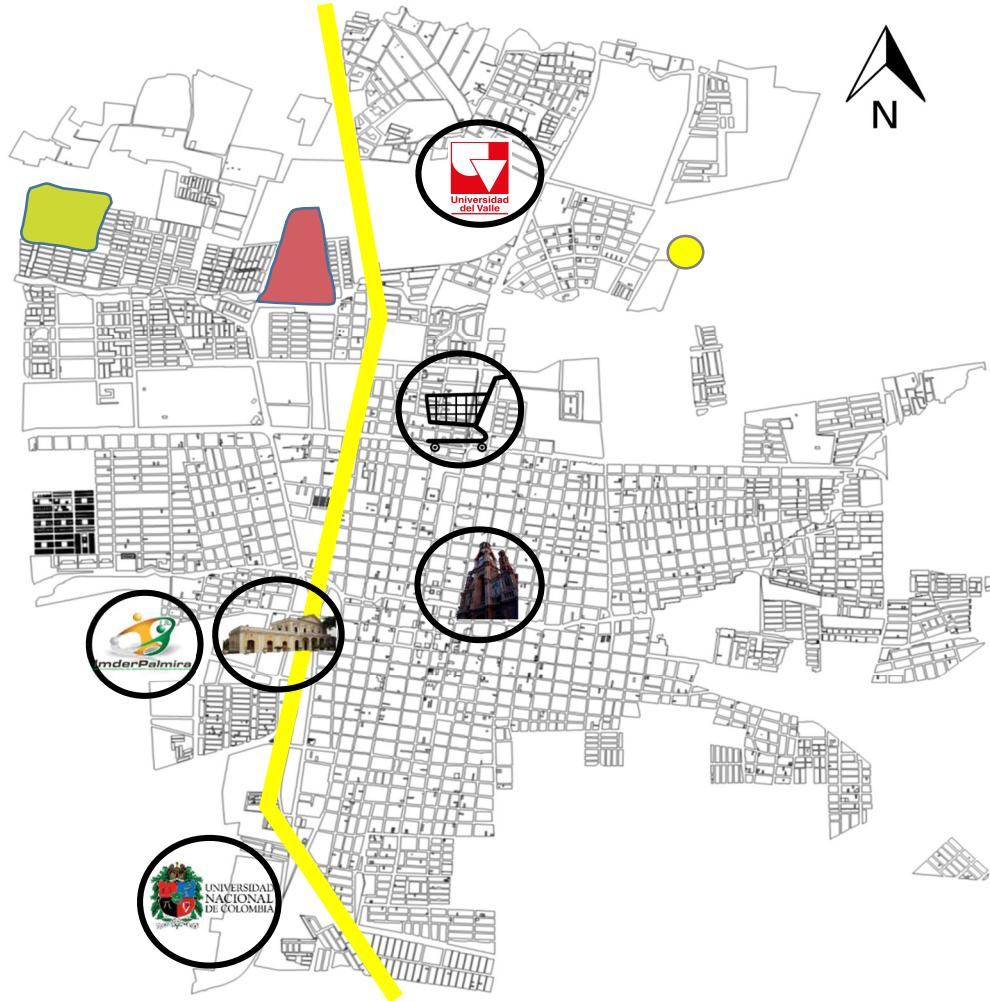 N
Universidad
del Valle
ImderPalmira
UNIVERSIDAD
NACIONAL
DE COLOMBIA